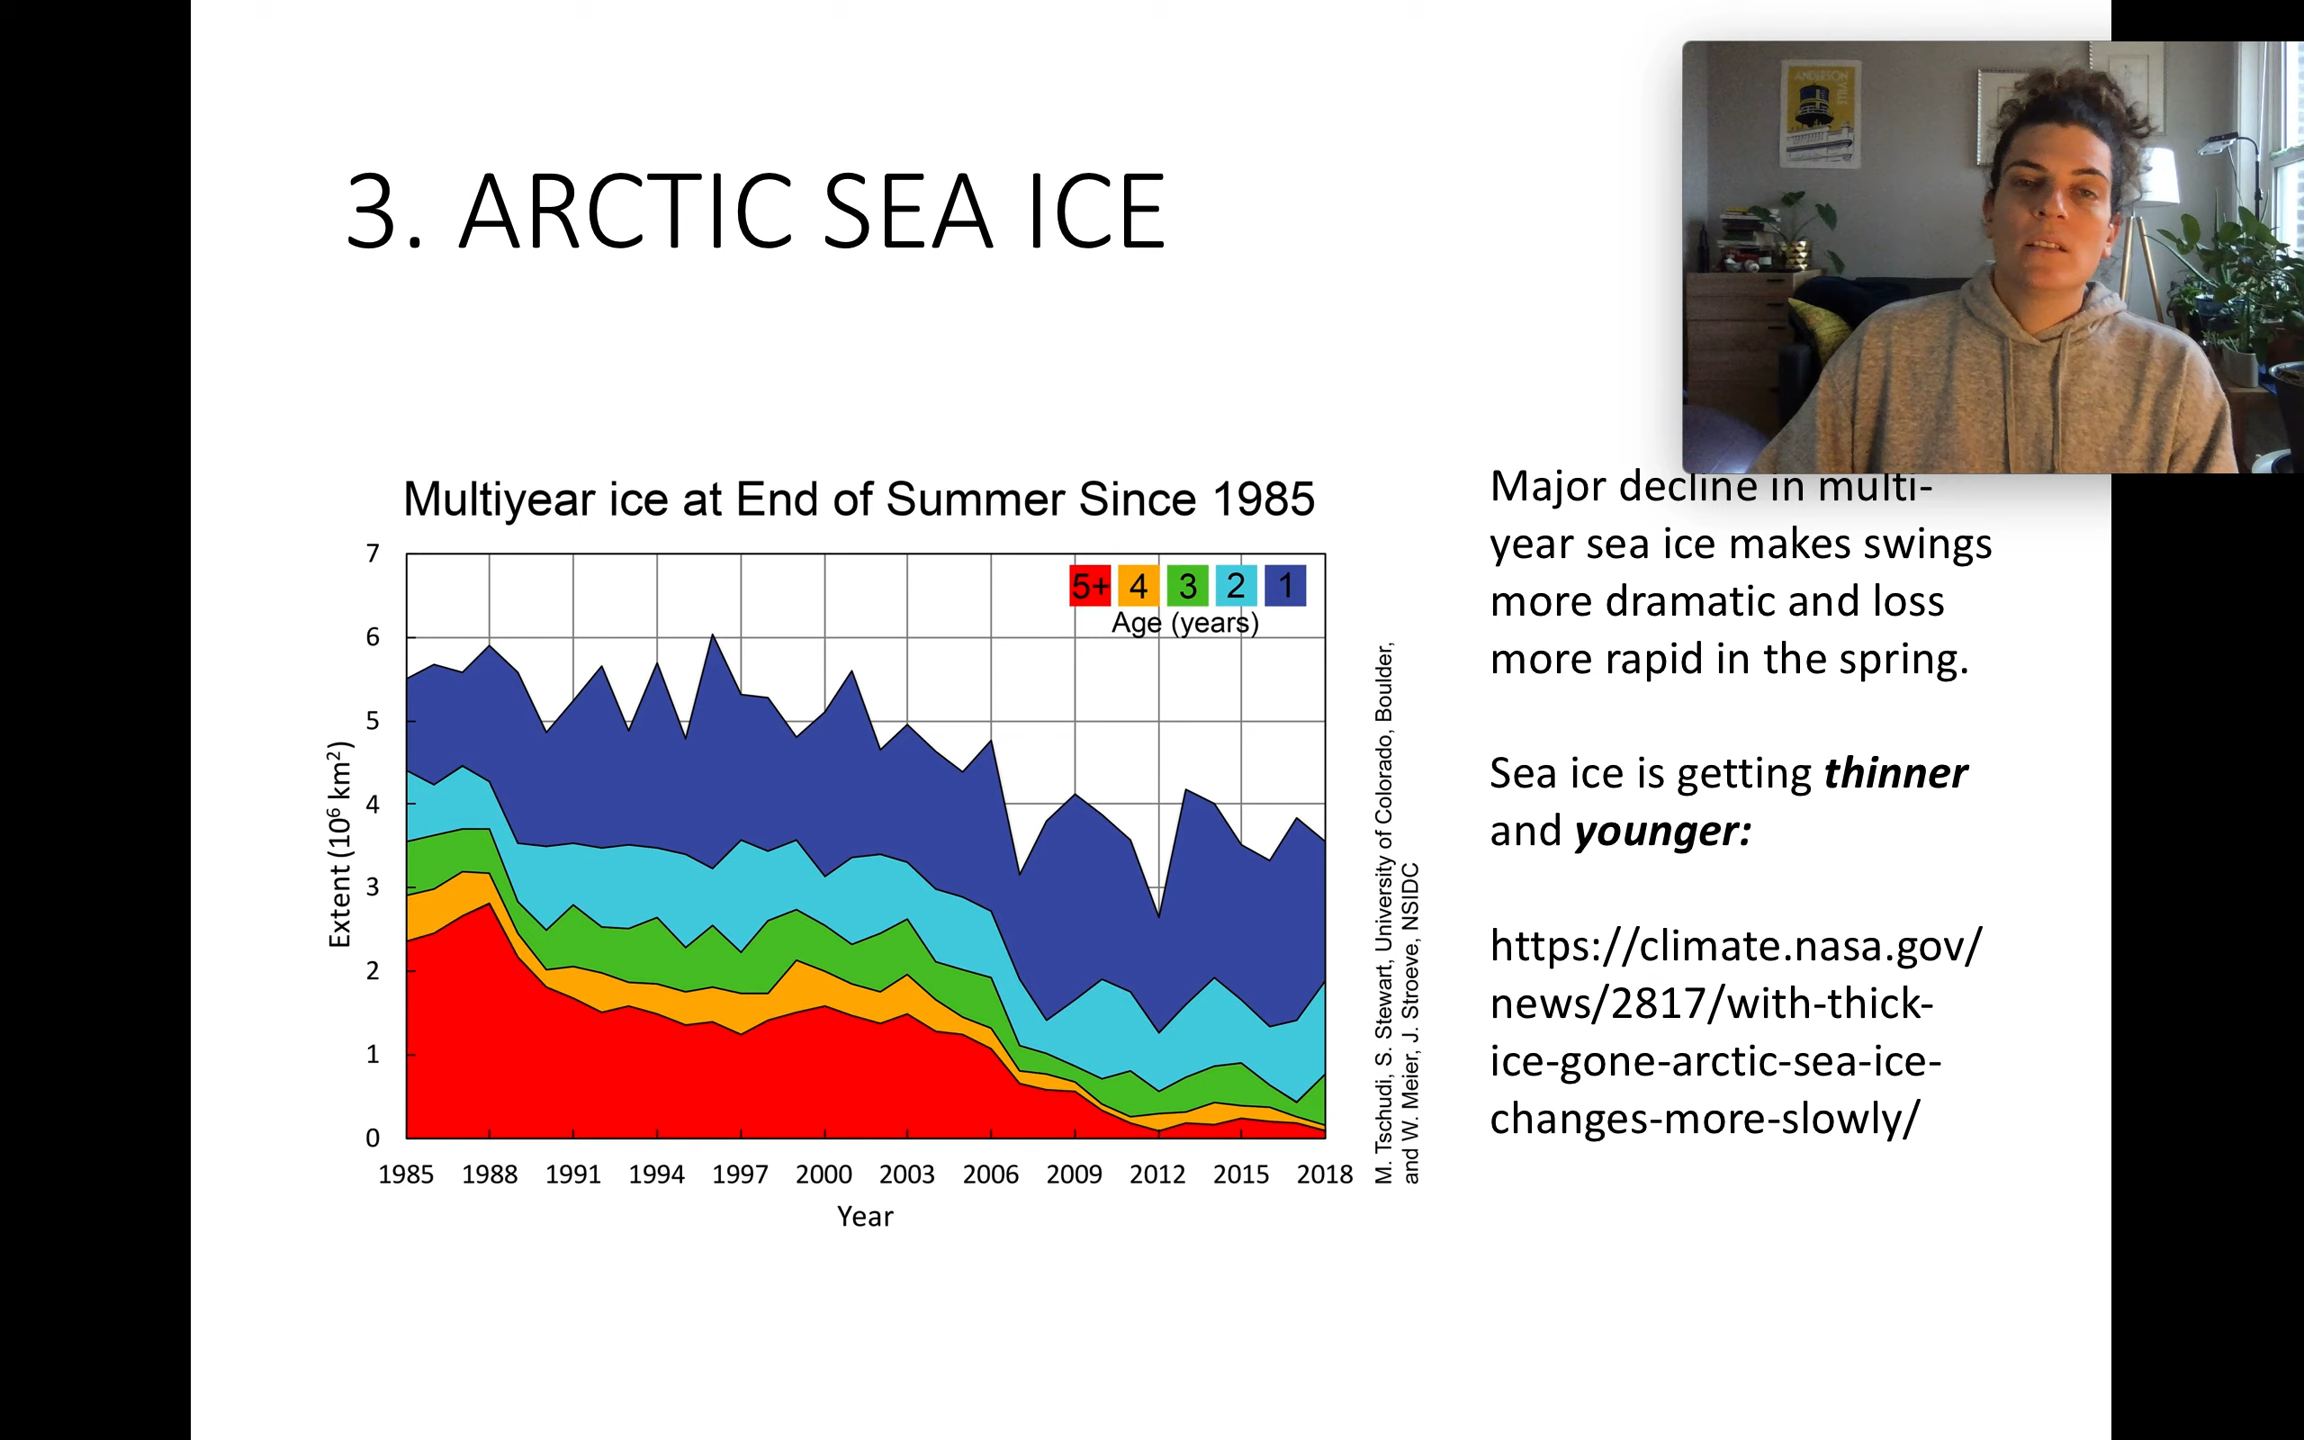 3. ARCTIC SEA ICE
ANDERSON
VILLE
Multiyear ice at End of Summer Since 1985
7
6
5
4
3
2
1
0
Extent (10⁶ km²)
5+ 4 3 2 1
Age (years)
1985 1988 1991 1994 1997 2000 2003 2006 2009 2012 2015 2018
Year
M. Tschudi, S. Stewart, University of Colorado, Boulder,
and W. Meier, J. Stroeve, NSIDC
Major decline in multi-
year sea ice makes swings
more dramatic and loss
more rapid in the spring.
Sea ice is getting thinner
and younger:
https://climate.nasa.gov/
news/2817/with-thick-
ice-gone-arctic-sea-ice-
changes-more-slowly/